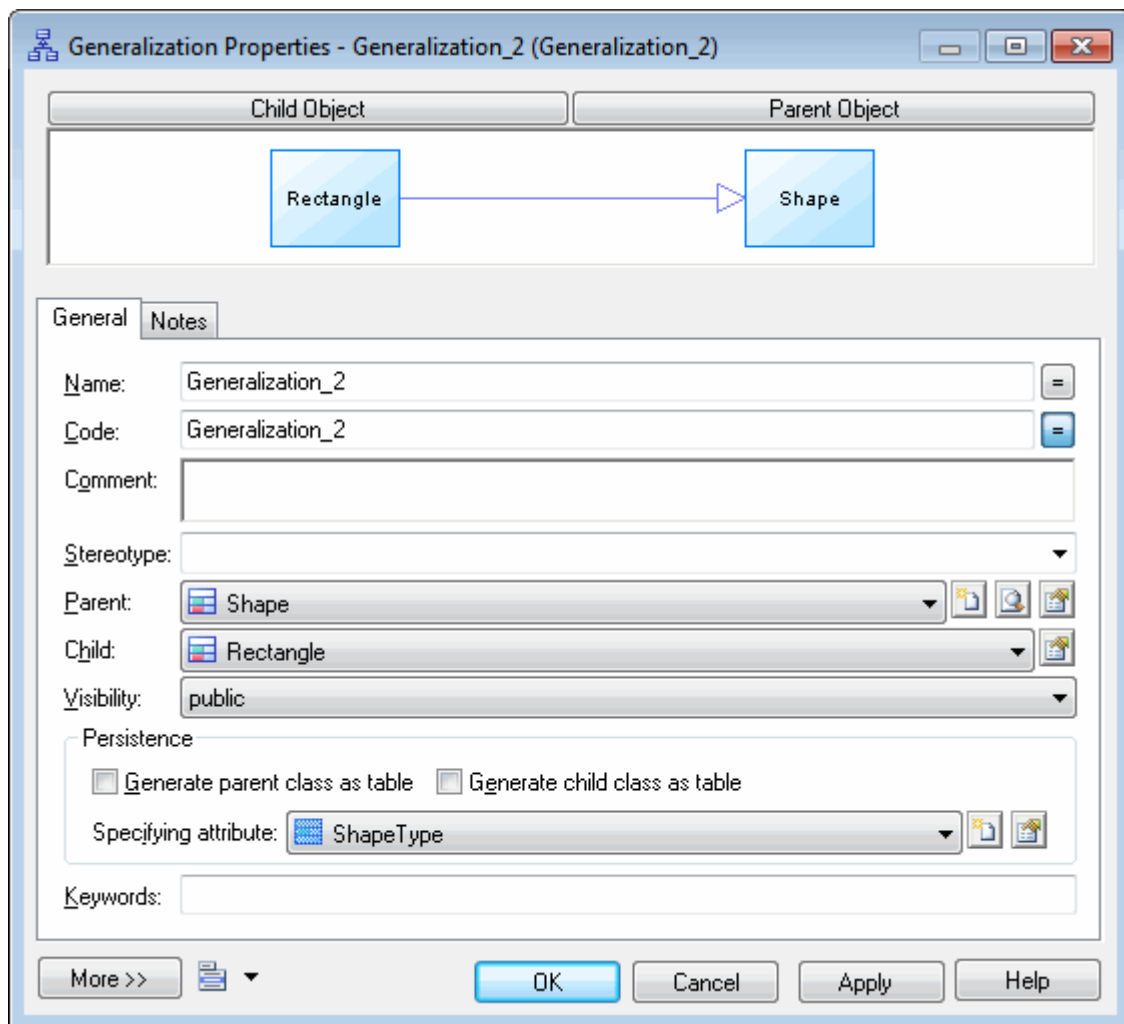 Generalization Properties - Generalization_2 (Generalization_2)
Child Object Parent Object
Rectangle Shape
General Notes
Name: Generalization_2 =
Code: Generalization_2 =
Comment:
Stereotype:
Parent: Shape
Child: Rectangle
Visibility: public
Persistence
Generate parent class as table Generate child class as table
Specifying attribute: ShapeType
Keywords:
More >> OK Cancel Apply Help